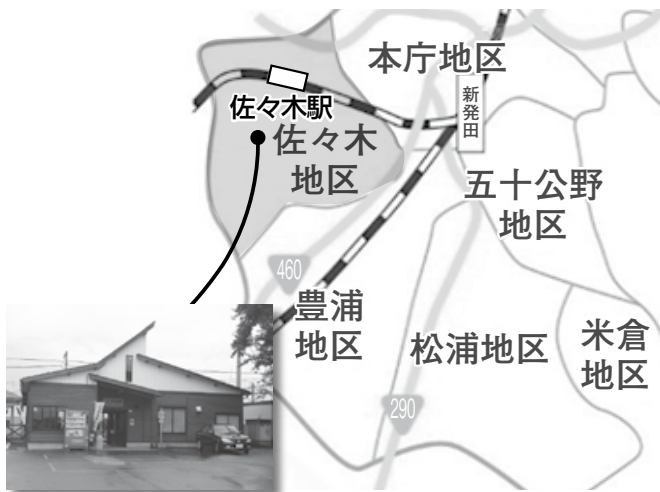 本庁地区
新発田
佐々木駅
佐々木
地区
五十公野
地区
460
豊浦
地区
松浦地区
米倉
地区
290